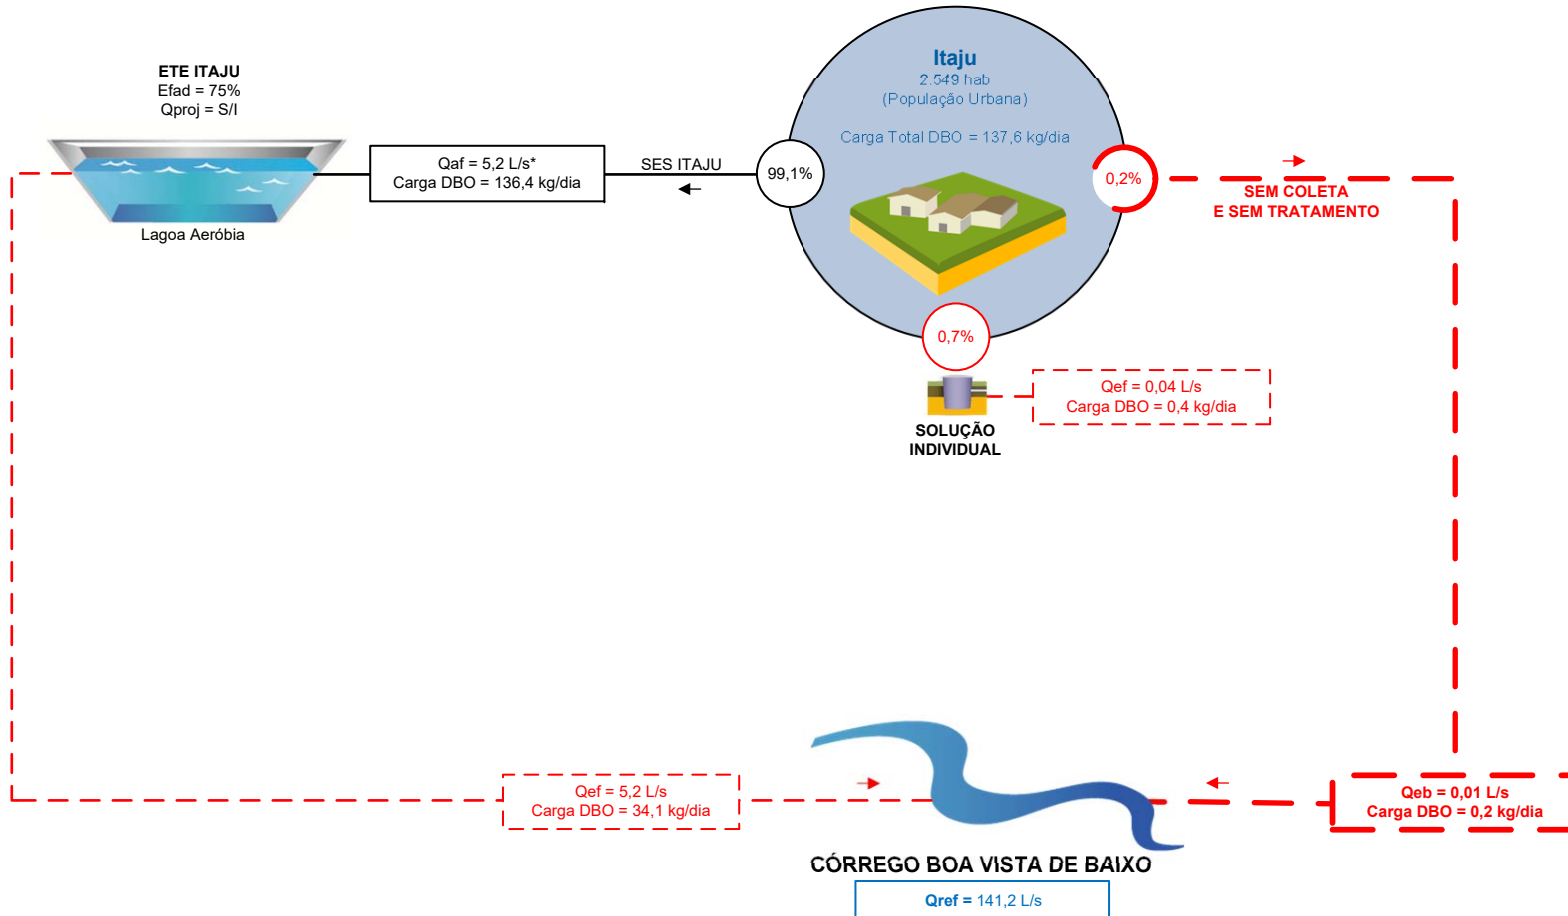 ETE ITAJU
Efad = 75%
Qproj = S/I
Lagoa Aeróbia
Qaf = 5,2 L/s*
Carga DBO = 136,4 kg/dia
SES ITAJU
99,1%
Itaju
2.549 hab
(População Urbana)
Carga Total DBO = 137,6 kg/dia
0,2%
SEM COLETA
E SEM TRATAMENTO
0,7%
SOLUÇÃO
INDIVIDUAL
Qef = 0,04 L/s
Carga DBO = 0,4 kg/dia
Qef = 5,2 L/s
Carga DBO = 34,1 kg/dia
Qeb = 0,01 L/s
Carga DBO = 0,2 kg/dia
CÓRREGO BOA VISTA DE BAIXO
Qref = 141,2 L/s